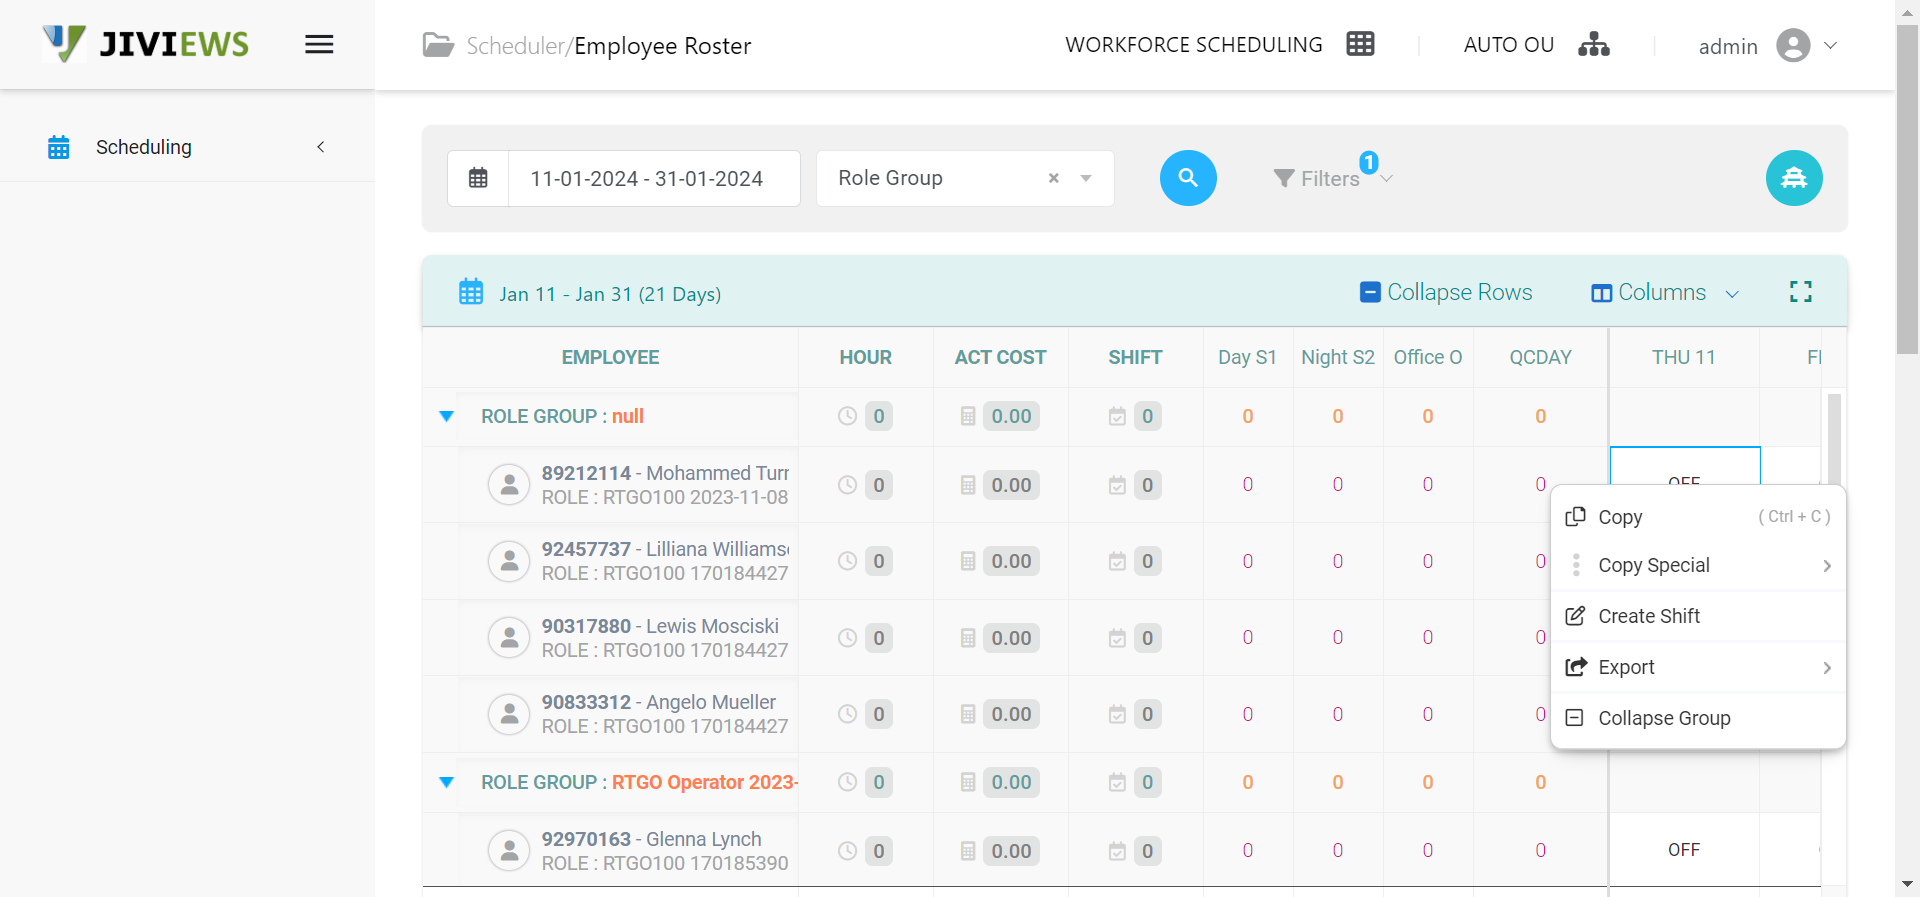 JIVIEWS
Scheduler/Employee Roster
WORKFORCE SCHEDULING
AUTO OU
admin
Scheduling
11-01-2024 - 31-01-2024
Role Group
Filters
1
Jan 11 - Jan 31 (21 Days)
Collapse Rows
Columns
EMPLOYEE HOUR ACT COST SHIFT Day S1 Night S2 Office O QCDAY THU 11
ROLE GROUP : null 0 0.00 0 0 0 0 0
89212114 - Mohammed Turn
ROLE : RTGO100 2023-11-08
0 0.00 0 0 0 0 0 OFF
92457737 - Lilliana Williams
ROLE : RTGO100 170184427
0 0.00 0 0 0 0 0
90317880 - Lewis Mosciski
ROLE : RTGO100 170184427
0 0.00 0 0 0 0 0
90833312 - Angelo Mueller
ROLE : RTGO100 170184427
0 0.00 0 0 0 0 0
ROLE GROUP : RTGO Operator 2023- 0 0.00 0 0 0 0 0
92970163 - Glenna Lynch
ROLE : RTGO100 170185390
0 0.00 0 0 0 0 0 OFF
Copy ( Ctrl + C )
Copy Special
Create Shift
Export
Collapse Group